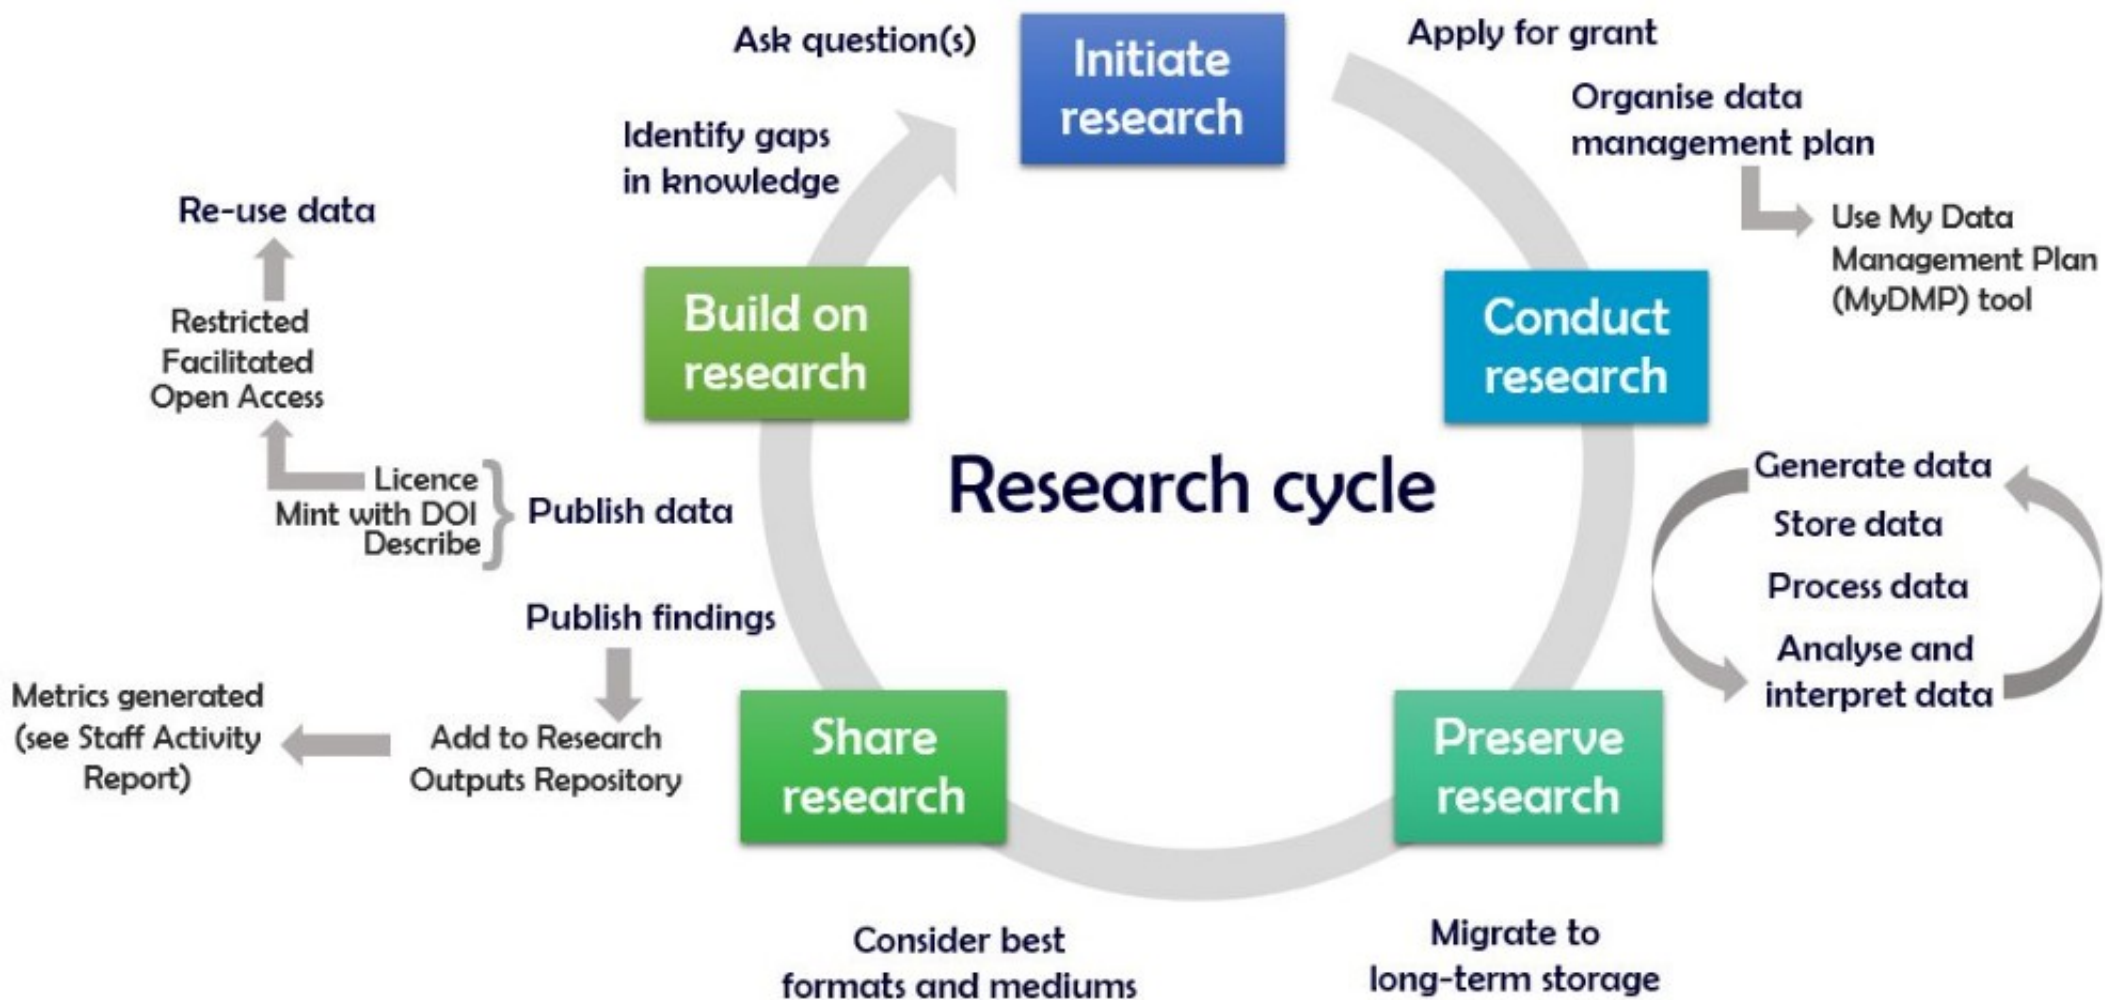 Ask question(s)
Initiate
research
Apply for grant
Organise data
management plan
Use My Data
Management Plan
(MyDMP) tool
Conduct
research
Generate data
Store data
Process data
Analyse and
interpret data
Preserve
research
Migrate to
long-term storage
Consider best
formats and mediums
Share
research
Publish findings
Add to Research
Outputs Repository
Metrics generated
(see Staff Activity
Report)
Publish data
Licence
Mint with DOI
Describe
Restricted
Facilitated
Open Access
Re-use data
Build on
research
Identify gaps
in knowledge
Research cycle